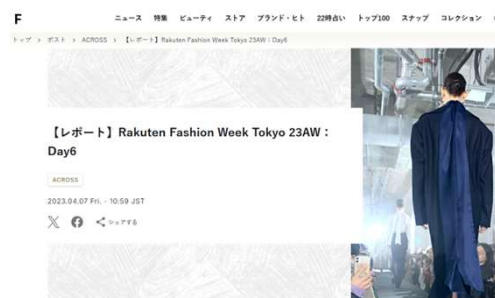 F
ニュース 特集 ビューティ ストア ブランド・ヒト 22時占い トップ100 スナップ コレクション
トップ > ポスト > ACROSS > 【レポート】Rakuten Fashion Week Tokyo 23AW：Day6
【レポート】Rakuten Fashion Week Tokyo 23AW：
Day6
ACROSS
2023.04.07 Fri. - 10:59 JST
シェアする